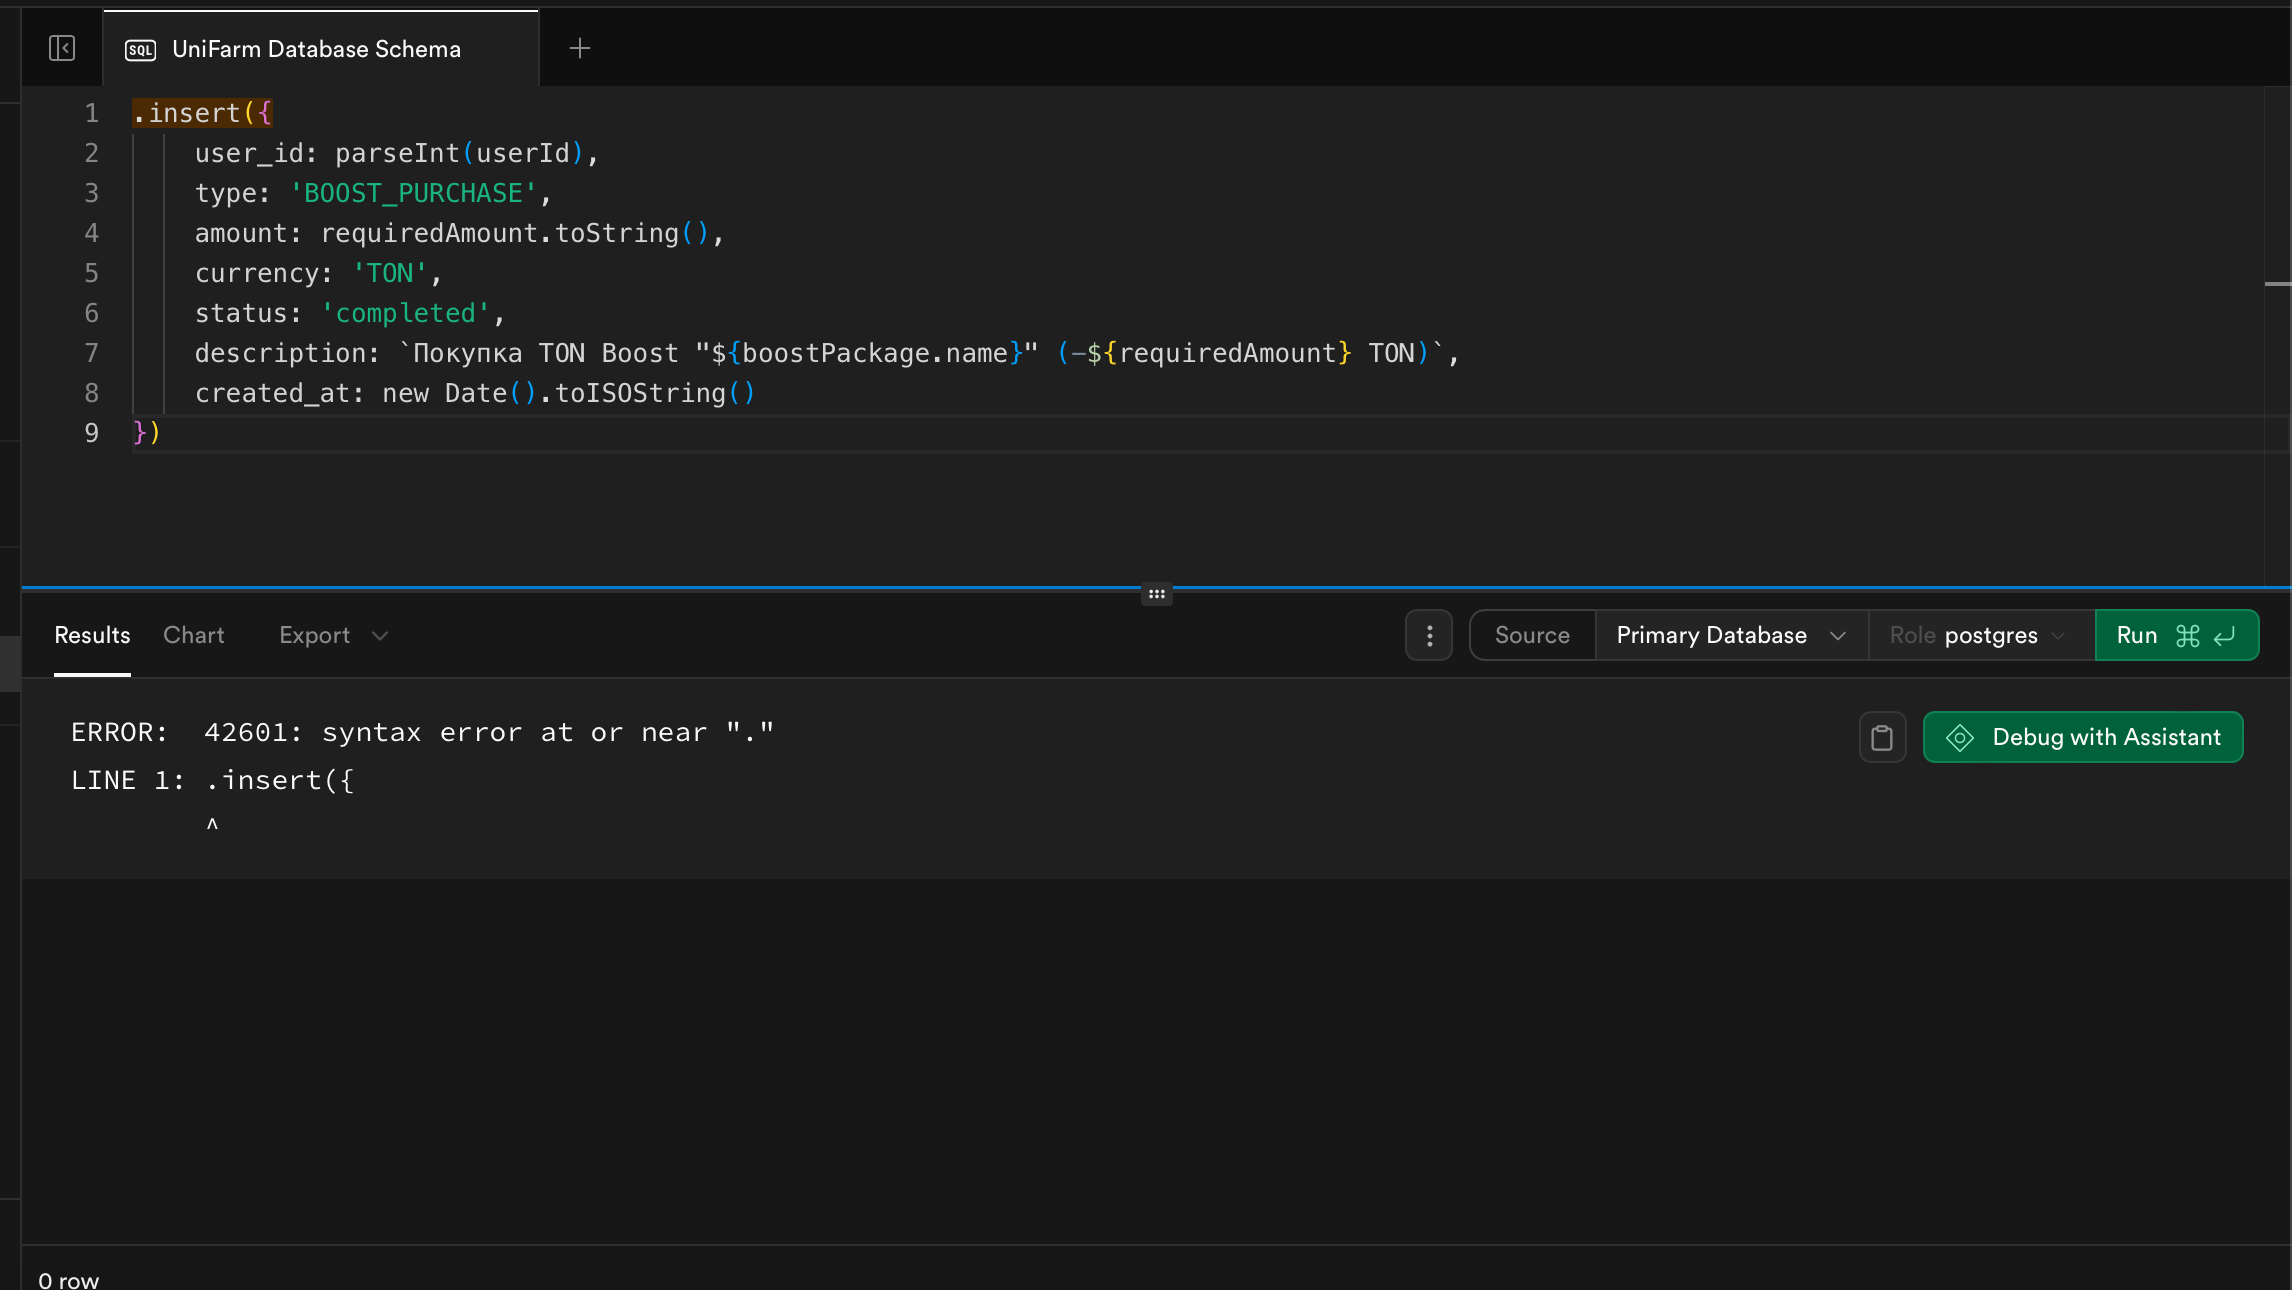 SQL UniFarm Database Schema
1 .insert({
2 user_id: parseInt(userId),
3 type: 'BOOST_PURCHASE',
4 amount: requiredAmount.toString(),
5 currency: 'TON',
6 status: 'completed',
7 description: `Покупка TON Boost "${boostPackage.name}" (-${requiredAmount} TON)`,
8 created_at: new Date().toISOString()
9 })
Results Chart Export Source Primary Database Role postgres Run ⌘ ↵
ERROR: 42601: syntax error at or near "."
Debug with Assistant
LINE 1: .insert({
^
0 row